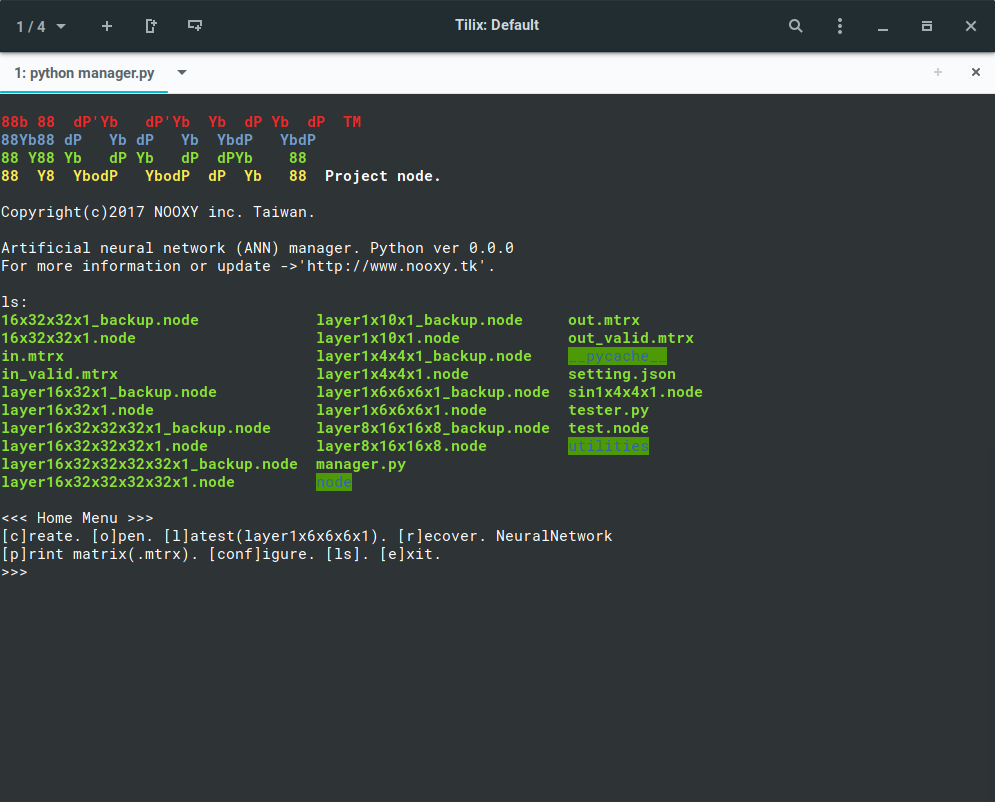 1 / 4
Tilix: Default
1: python manager.py
88b 88  dP'Yb   dP'Yb  Yb  dP Yb  dP  TM
88Yb88 dP   Yb dP   Yb  YbdP   YbdP
88 Y88 Yb   dP Yb   dP  dPYb    88
88  Y8  YbodP   YbodP  dP  Yb   88  Project node.
Copyright(c)2017 NOOXY inc. Taiwan.
Artificial neural network (ANN) manager. Python ver 0.0.0
For more information or update ->'http://www.nooxy.tk'.
ls:
16x32x32x1_backup.node             layer1x10x1_backup.node     out.mtrx
16x32x32x1.node                    layer1x10x1.node            out_valid.mtrx
in.mtrx                            layer1x4x4x1_backup.node    __pycache__
in_valid.mtrx                      layer1x4x4x1.node           setting.json
layer16x32x1_backup.node           layer1x6x6x6x1_backup.node  sin1x4x4x1.node
layer16x32x1.node                  layer1x6x6x6x1.node         tester.py
layer16x32x32x32x1_backup.node     layer8x16x16x8_backup.node  test.node
layer16x32x32x32x1.node            layer8x16x16x8.node         utilities
layer16x32x32x32x32x1_backup.node  manager.py
layer16x32x32x32x32x1.node         node
<<< Home Menu >>>
[c]reate. [o]pen. [l]atest(layer1x6x6x6x1). [r]ecover. NeuralNetwork
[p]rint matrix(.mtrx). [conf]igure. [ls]. [e]xit.
>>>